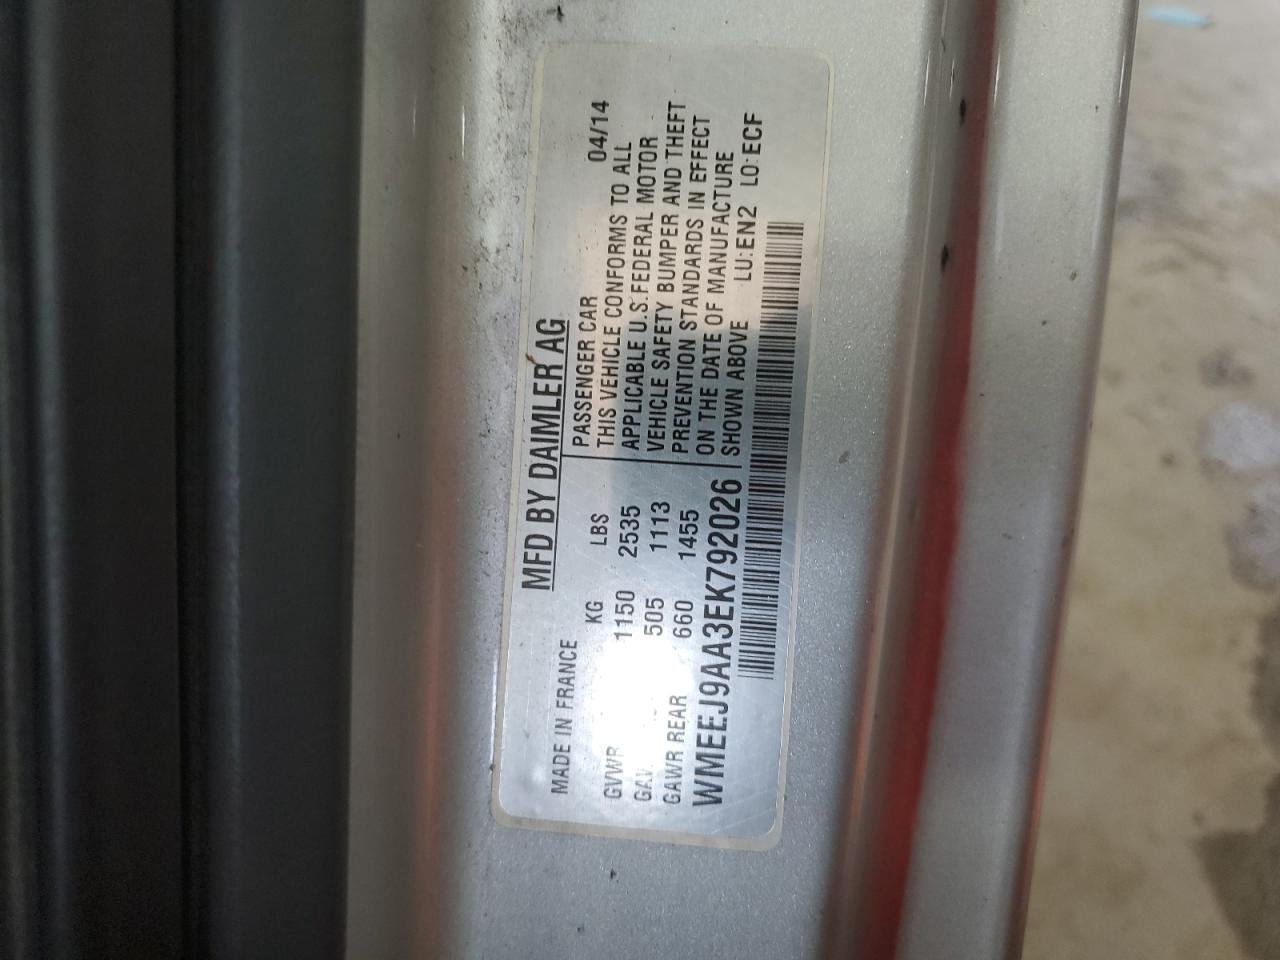 MFD BY DAIMLER AG
MADE IN FRANCE
KG LBS
GVWR 1150 2535
505 1113
GAWR REAR 660 1455
PASSENGER CAR 04/14
THIS VEHICLE CONFORMS TO ALL
APPLICABLE U.S.FEDERAL MOTOR
VEHICLE SAFETY BUMPER AND THEFT
PREVENTION STANDARDS IN EFFECT
ON THE DATE OF MANUFACTURE
SHOWN ABOVE LU:EN2 LO:ECF
WMEEJ9AA3EK792026